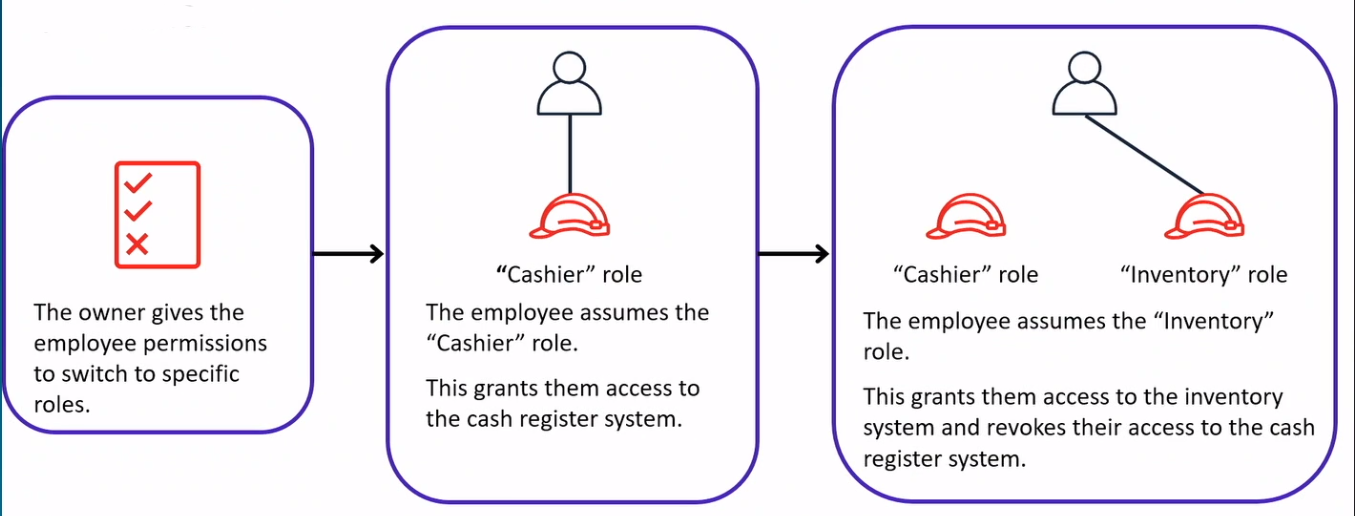 The owner gives the
employee permissions
to switch to specific
roles.
“Cashier” role
The employee assumes the
“Cashier” role.
This grants them access to
the cash register system.
“Cashier” role
“Inventory” role
The employee assumes the “Inventory”
role.
This grants them access to the inventory
system and revokes their access to the cash
register system.